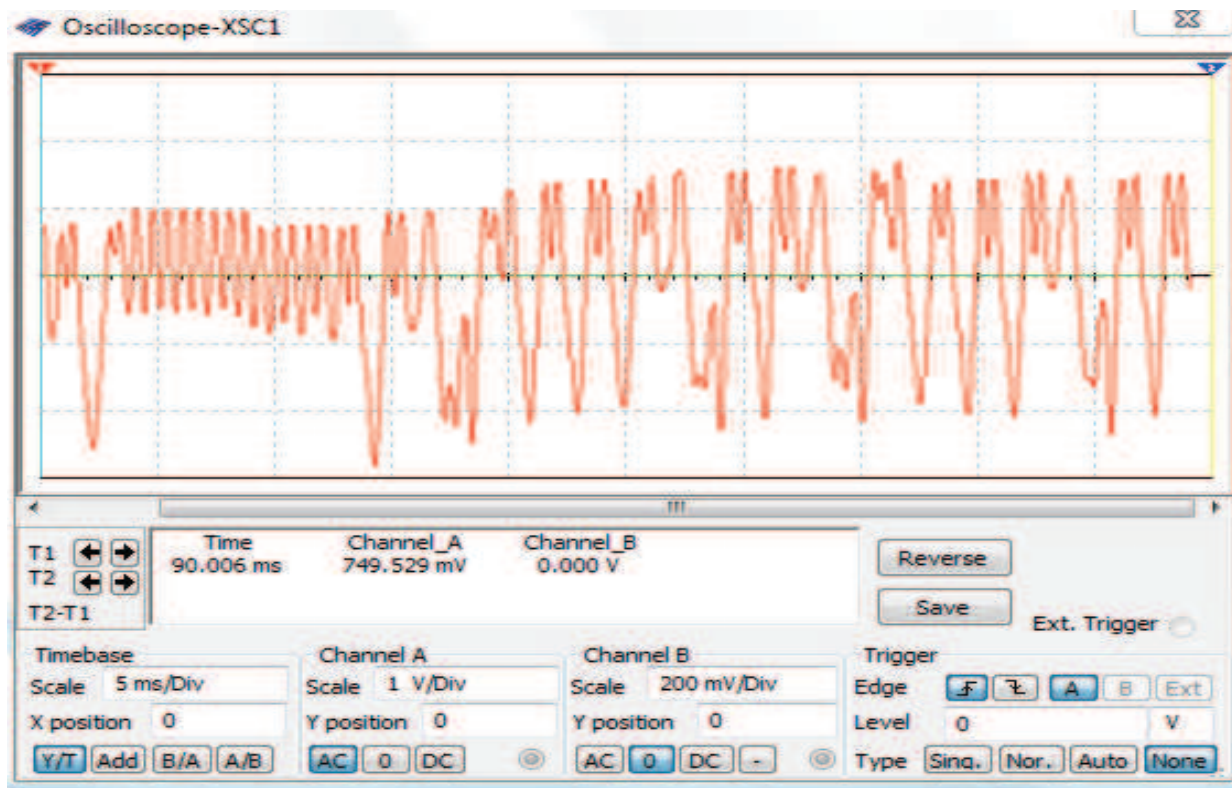 Oscilloscope-XSC1
1 2
T1
T2
T2-T1
Time Channel_A Channel_B
90.006 ms 749.529 mV 0.000 V
Reverse
Save
Ext. Trigger
Timebase Channel A Channel B Trigger
Scale 5 ms/Div Scale 1 V/Div Scale 200 mV/Div Edge A B Ext
X position 0 Y position 0 Y position 0 Level 0 V
Y/T Add B/A A/B AC 0 DC AC 0 DC - Type Sing. Nor. Auto None